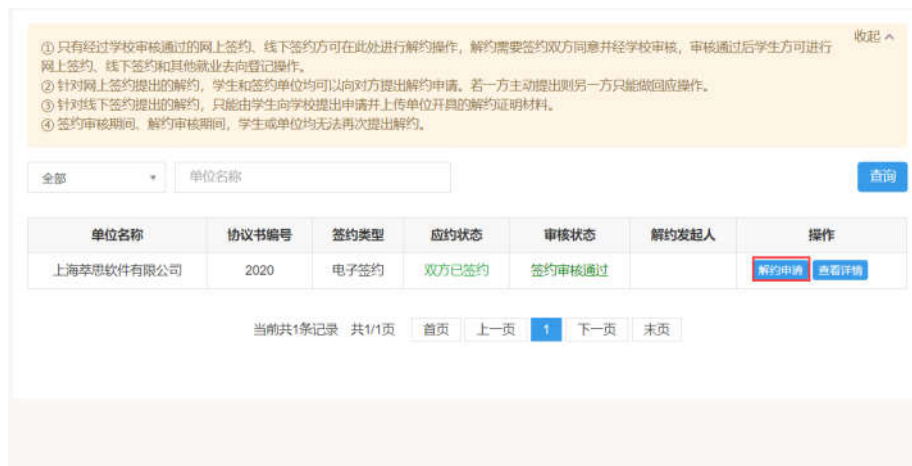 ① 只有经过学校审核通过的网上签约、线下签约方可在此处进行解约操作，解约需要签约双方同意并经学校审核，审核通过后学生方可进行
收起
网上签约、线下签约和其他就业去向登记操作。
② 针对网上签约提出的解约，学生和签约单位均可以向对方提出解约申请。若一方主动提出则另一方只能做回应操作。
③ 针对线下签约提出的解约，只能由学生向学校提出申请并上传单位开具的解约证明材料。
④ 签约审核期间、解约审核期间，学生或单位均无法再次提出解约。
全部 单位名称 查询
单位名称 协议书编号 签约类型 应约状态 审核状态 解约发起人 操作
上海萃思软件有限公司 2020 电子签约 双方已签约 签约审核通过 解约申请 查看详情
当前共1条记录 共1/1页 首页 上一页 1 下一页 末页